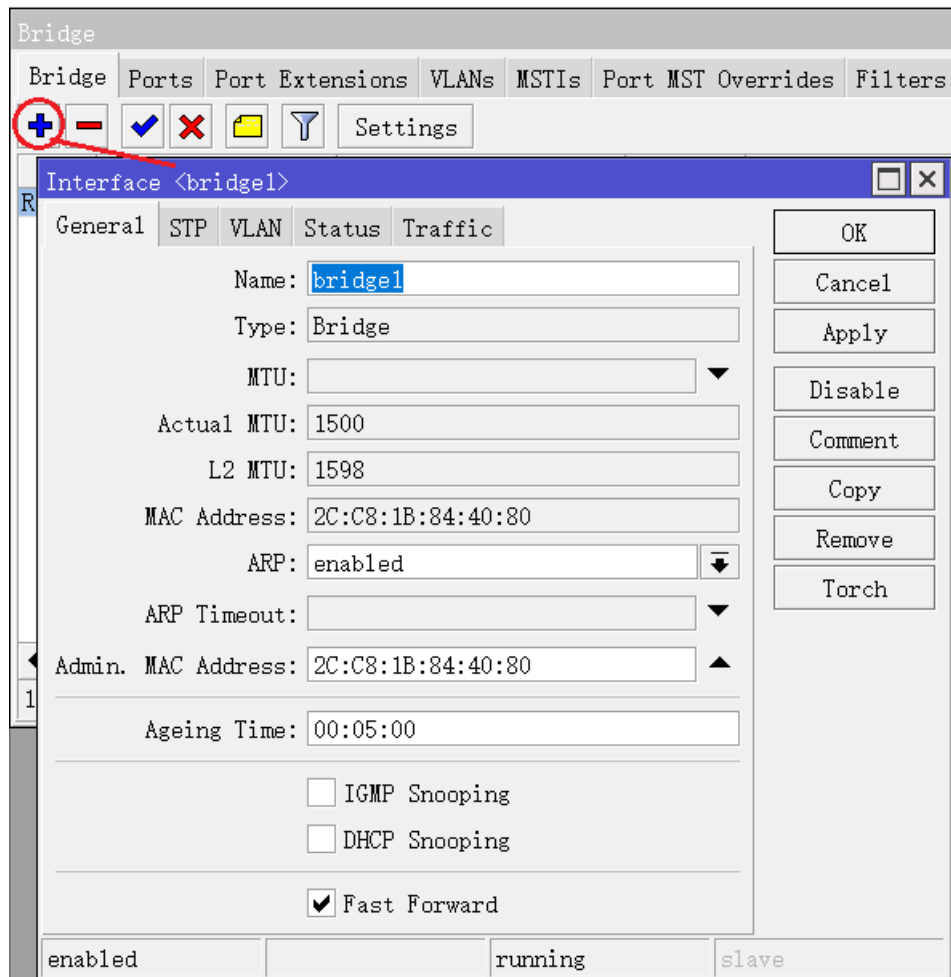 Bridge
Bridge Ports Port Extensions VLANs MSTIs Port MST Overrides Filters
Settings
Interface <bridge1>
R
General STP VLAN Status Traffic
OK
Name: bridge1
Cancel
Type: Bridge
Apply
MTU:
Disable
Actual MTU: 1500
Comment
L2 MTU: 1598
Copy
MAC Address: 2C:C8:1B:84:40:80
Remove
ARP: enabled
Torch
ARP Timeout:
Admin. MAC Address: 2C:C8:1B:84:40:80
1
Ageing Time: 00:05:00
IGMP Snooping
DHCP Snooping
Fast Forward
enabled running slave